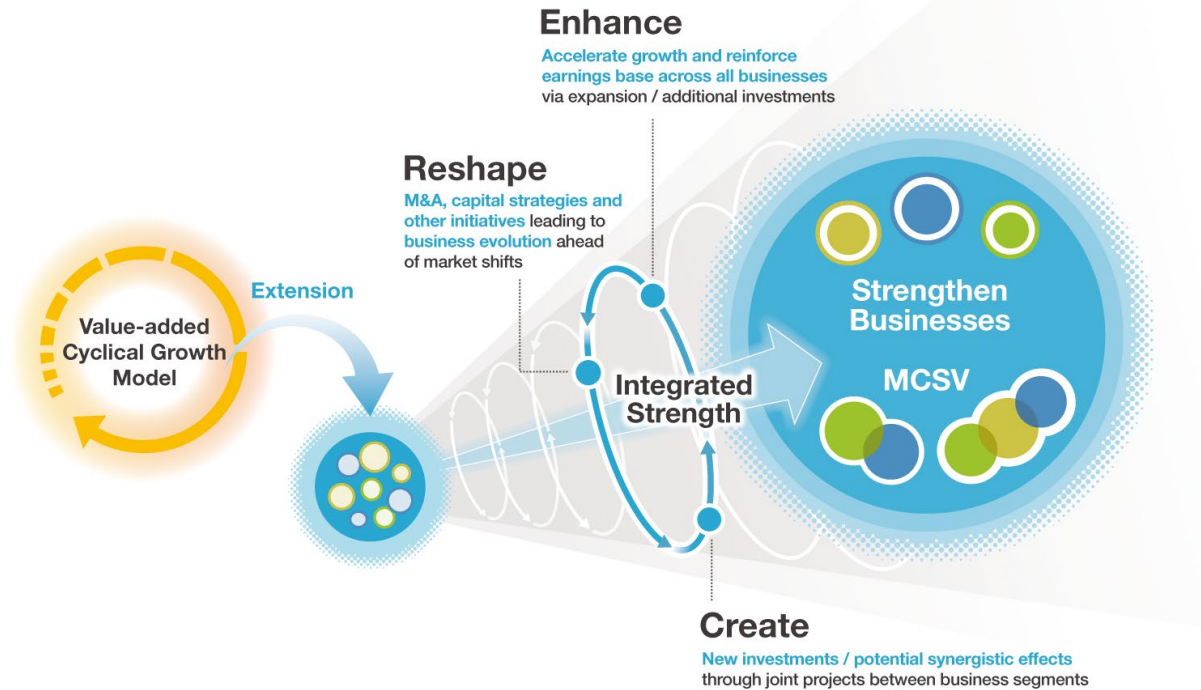 Enhance
Accelerate growth and reinforce
earnings base across all businesses
via expansion / additional investments
Reshape
M&A, capital strategies and
other initiatives leading to
business evolution ahead
of market shifts
Extension
Value-added
Cyclical Growth
Model
Integrated
Strength
Strengthen
Businesses
MCSV
Create
New investments / potential synergistic effects
through joint projects between business segments